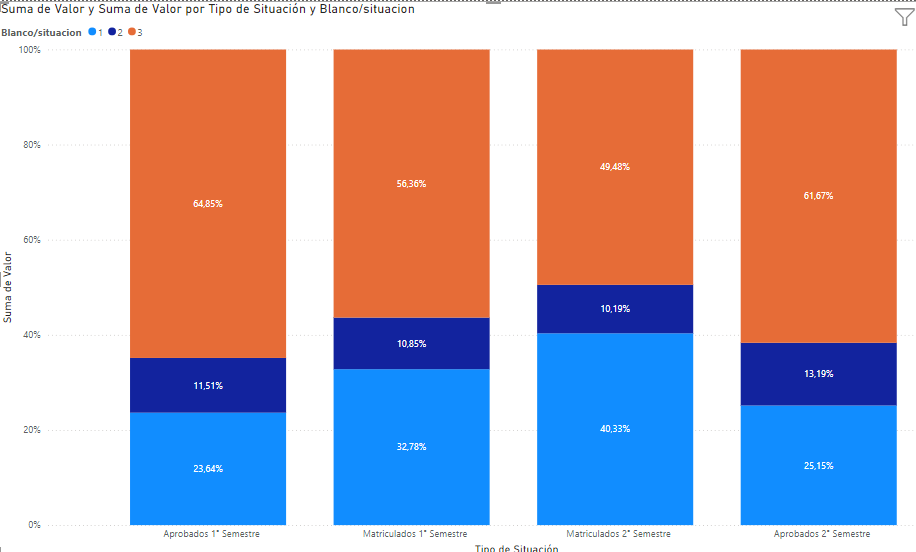 Suma de Valor y Suma de Valor por Tipo de Situación y Blanco/situacion
Blanco/situacion 1 2 3
100%
80%
60%
40%
20%
0%
Suma de Valor
64,85%
11,51%
23,64%
56,36%
10,85%
32,78%
49,48%
10,19%
40,33%
61,67%
13,19%
25,15%
Aprobados 1° Semestre
Matriculados 1° Semestre
Matriculados 2° Semestre
Aprobados 2° Semestre
Tipo de Situación